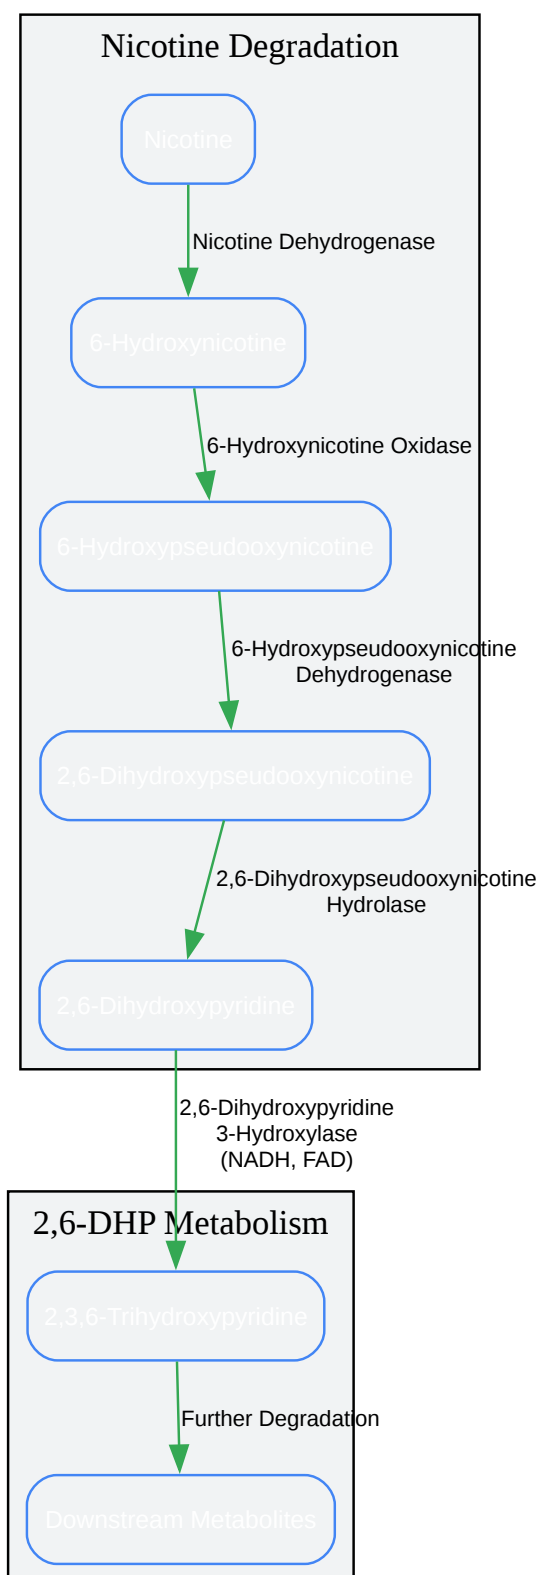 Nicotine Degradation
Nicotine
Nicotine Dehydrogenase
6-Hydroxynicotine
6-Hydroxynicotine Oxidase
6-Hydroxypseudooxynicotine
6-Hydroxypseudooxynicotine
Dehydrogenase
2,6-Dihydroxypseudooxynicotine
2,6-Dihydroxypseudooxynicotine
Hydrolase
2,6-Dihydroxypyridine
2,6-Dihydroxypyridine
3-Hydroxylase
(NADH, FAD)
2,6-DHP Metabolism
2,3,6-Trihydroxypyridine
Further Degradation
Downstream Metabolites